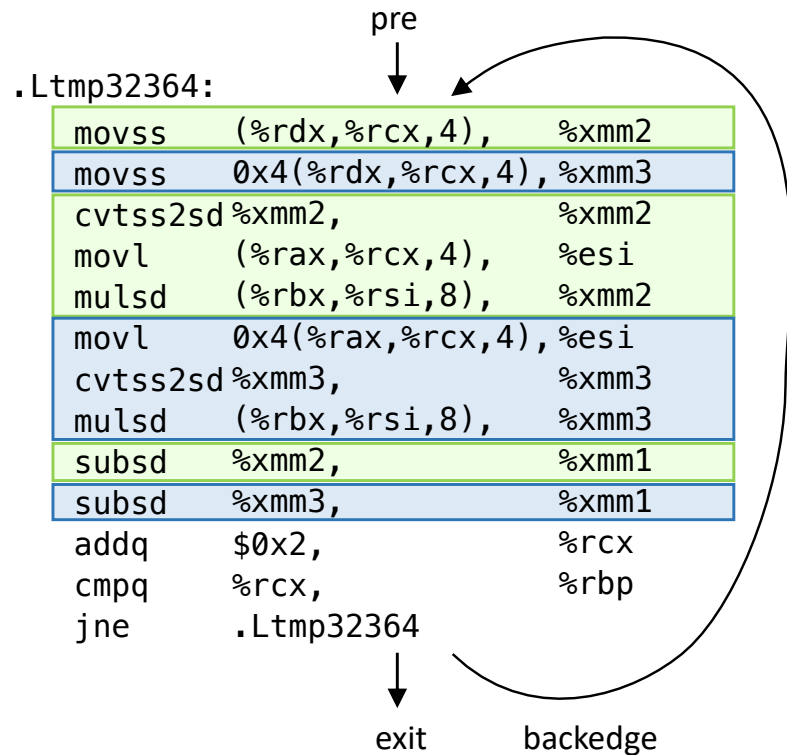 pre
.Ltmp32364:
movss (%rdx,%rcx,4), %xmm2
movss 0x4(%rdx,%rcx,4), %xmm3
cvtss2sd %xmm2, %xmm2
movl (%rax,%rcx,4), %esi
mulsd (%rbx,%rsi,8), %xmm2
movl 0x4(%rax,%rcx,4), %esi
cvtss2sd %xmm3, %xmm3
mulsd (%rbx,%rsi,8), %xmm3
subsd %xmm2, %xmm1
subsd %xmm3, %xmm1
addq $0x2, %rcx
cmpq %rcx, %rbp
jne .Ltmp32364
exit backedge